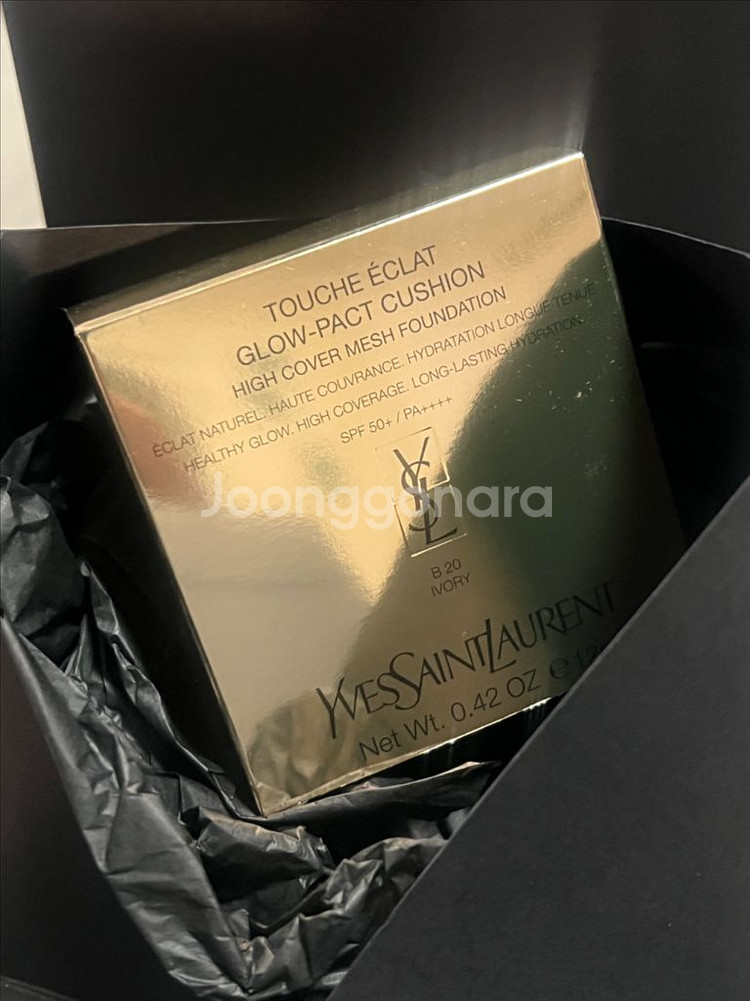 TOUCHE ÉCLAT
GLOW-PACT CUSHION
HIGH COVER MESH FOUNDATION
ÉCLAT NATUREL. HAUTE COUVRANCE. HYDRATATION LONGUE TENUE
HEALTHY GLOW. HIGH COVERAGE. LONG-LASTING HYDRATION
SPF 50+ / PA++++
YSL
Joonggonara
B 20
IVORY
YVESSAINTLAURENT
Net Wt. 0.42 OZ ℮ 12